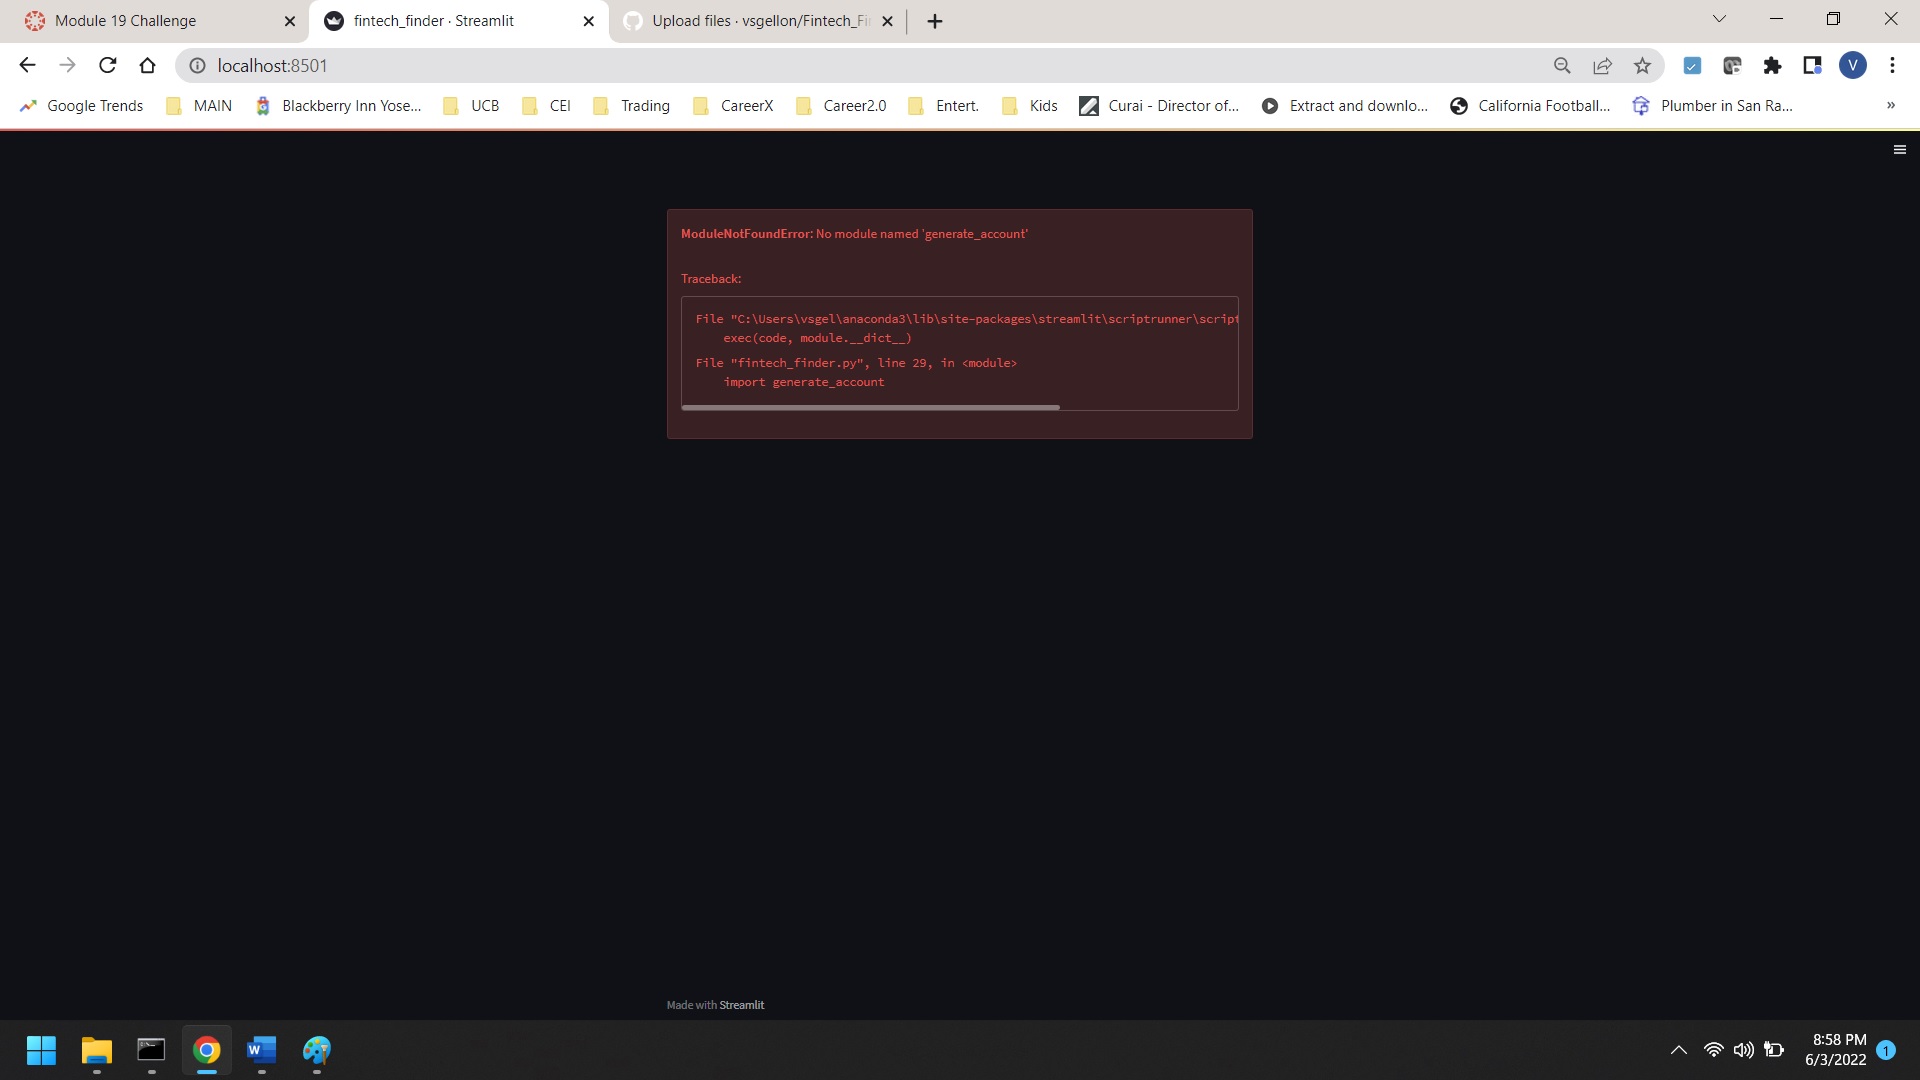 Module 19 Challenge
fintech_finder · Streamlit
Upload files · vsgellon/Fintech_Fi
localhost:8501
V
Google Trends
MAIN
Blackberry Inn Yose...
UCB
CEI
Trading
CareerX
Career2.0
Entert.
Kids
Curai - Director of...
Extract and downlo...
California Football...
Plumber in San Ra...
»
ModuleNotFoundError: No module named 'generate_account'
Traceback:
File "C:\Users\vsgel\anaconda3\lib\site-packages\streamlit\scriptrunner\script
exec(code, module.__dict__)
File "fintech_finder.py", line 29, in <module>
import generate_account
Made with Streamlit
W
8:58 PM
6/3/2022
1